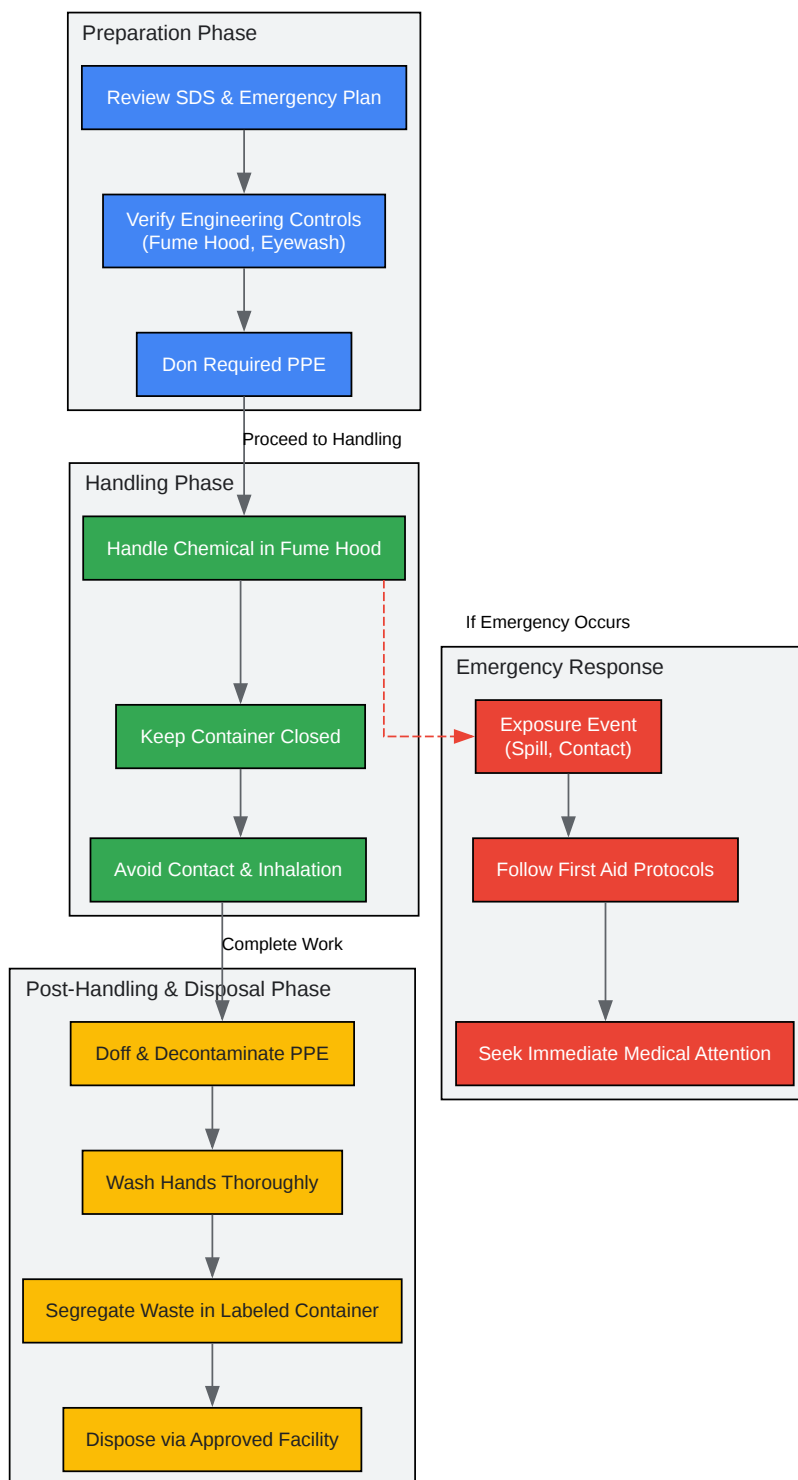 Preparation Phase
Review SDS & Emergency Plan
Verify Engineering Controls
(Fume Hood, Eyewash)
Don Required PPE
Proceed to Handling
Handling Phase
Handle Chemical in Fume Hood
Keep Container Closed
Avoid Contact & Inhalation
Complete Work
If Emergency Occurs
Emergency Response
Exposure Event
(Spill, Contact)
Follow First Aid Protocols
Seek Immediate Medical Attention
Post-Handling & Disposal Phase
Doff & Decontaminate PPE
Wash Hands Thoroughly
Segregate Waste in Labeled Container
Dispose via Approved Facility